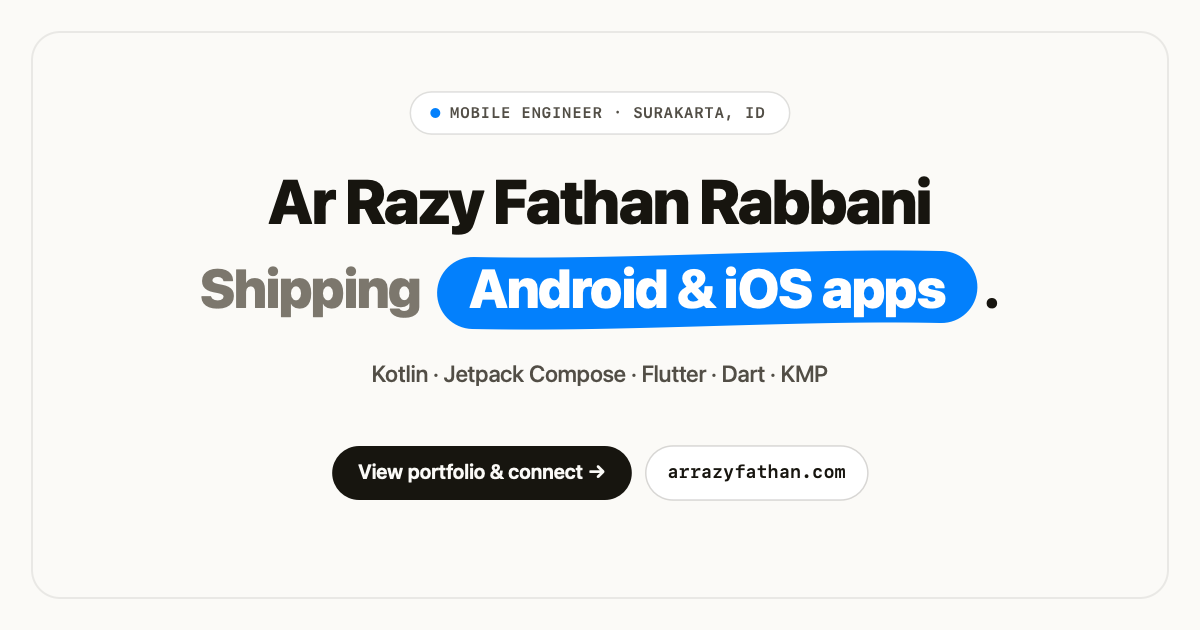 MOBILE ENGINEER · SURAKARTA, ID
Ar Razy Fathan Rabbani
Shipping Android & iOS apps.
Kotlin · Jetpack Compose · Flutter · Dart · KMP
View portfolio & connect →
arrazyfathan.com